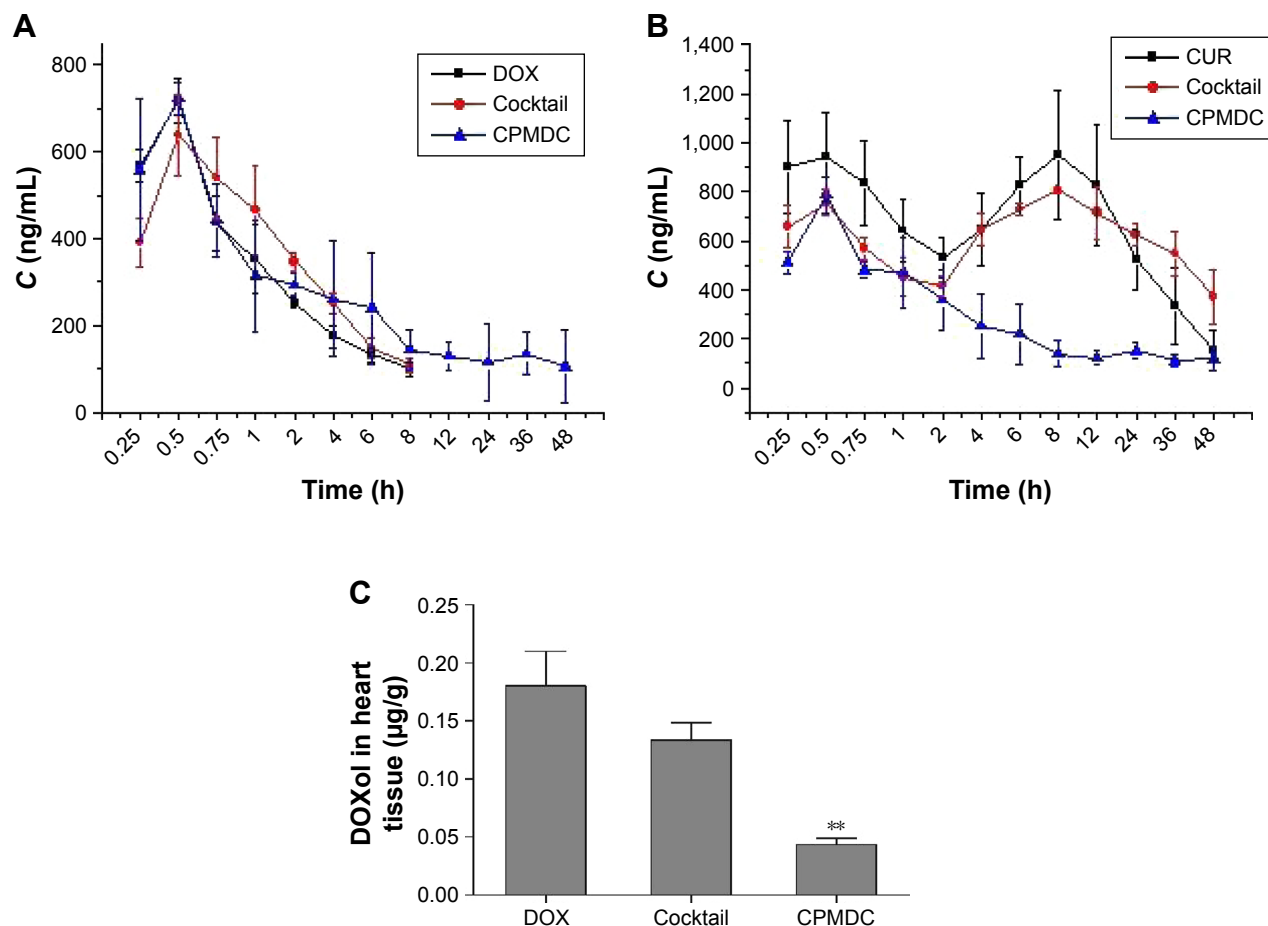 A
C (ng/mL)
800
600
400
200
0
DOX
Cocktail
CPMDC
0.25
0.5
0.75
1
2
4
6
8
12
24
36
48
Time (h)
B
C (ng/mL)
1,400
1,200
1,000
800
600
400
200
0
CUR
Cocktail
CPMDC
0.25
0.5
0.75
1
2
4
6
8
12
24
36
48
Time (h)
C
DOXol in heart
tissue (μg/g)
0.25
0.20
0.15
0.10
0.05
0.00
**
DOX
Cocktail
CPMDC